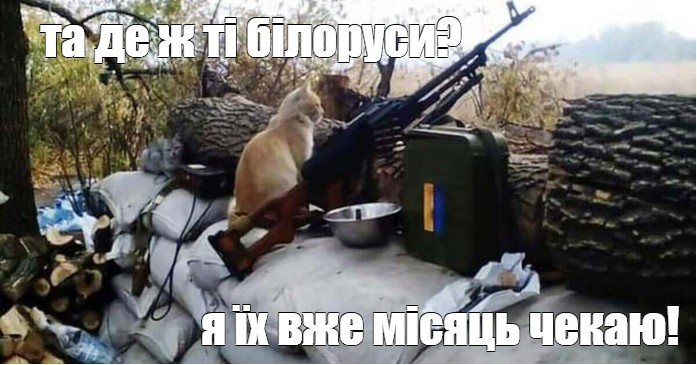 та де ж ті білоруси?
я їх вже місяць чекаю!